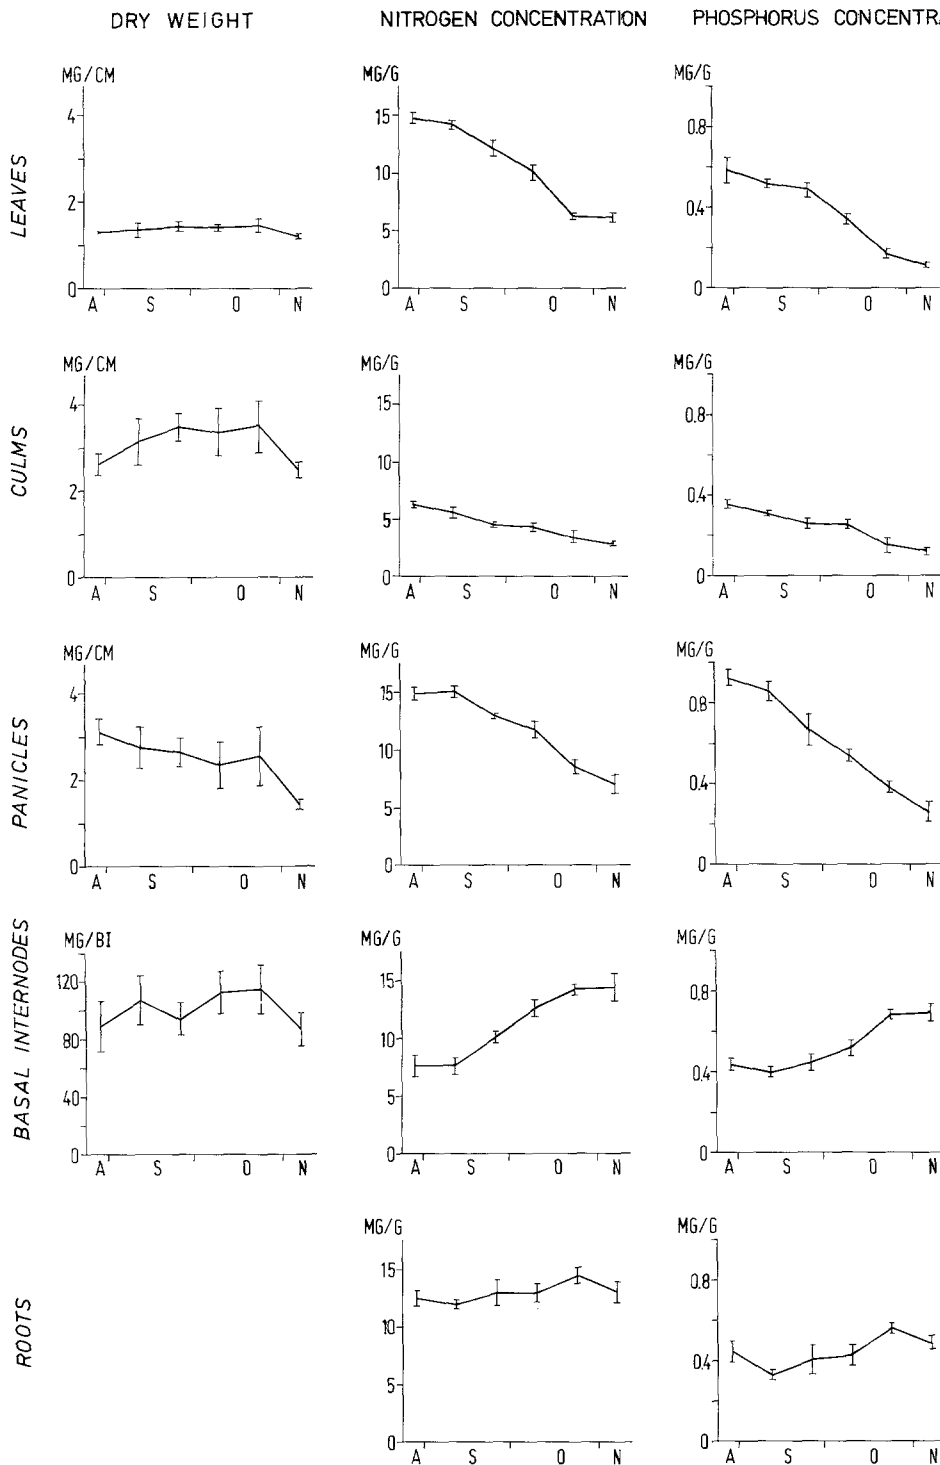 DRY WEIGHT NITROGEN CONCENTRATION PHOSPHORUS CONCENTR
LEAVES
MG/CM MG/G MG/G
4 15 0.8
2 10 0.4
0 5 0
0
A S O N A S O N A S O N
CULMS
MG/CM MG/G MG/G
4 15 0.8
2 10 0.4
0 5 0
0
A S O N A S O N A S O N
PANICLES
MG/CM MG/G MG/G
4 15 0.8
2 10 0.4
0 5 0
0
A S O N A S O N A S O N
BASAL INTERNODES
MG/BI MG/G MG/G
120 15 0.8
80 10 0.4
40 5 0
0 0
A S O N A S O N A S O N
ROOTS
MG/G MG/G
15 0.8
10 0.4
5 0
0
A S O N A S O N